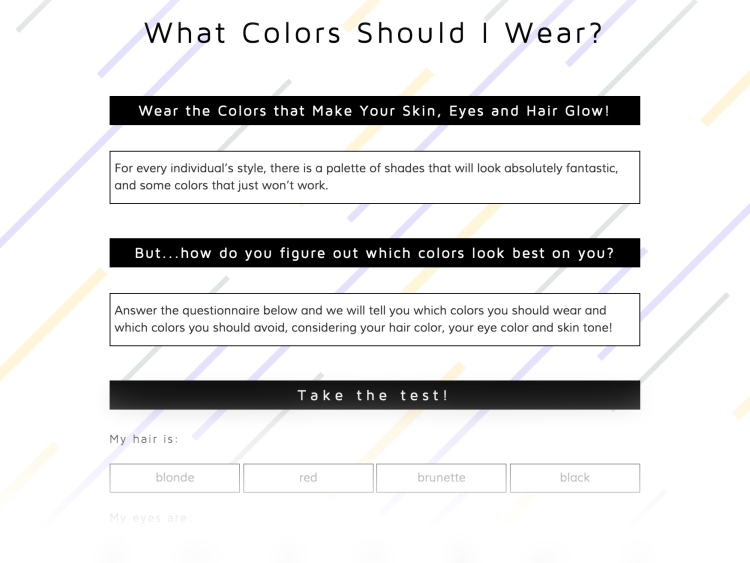 What Colors Should I Wear?
Wear the Colors that Make Your Skin, Eyes and Hair Glow!
For every individual’s style, there is a palette of shades that will look absolutely fantastic,
and some colors that just won’t work.
But...how do you figure out which colors look best on you?
Answer the questionnaire below and we will tell you which colors you should wear and
which colors you should avoid, considering your hair color, your eye color and skin tone!
Take the test!
My hair is:
blonde red brunette black
My eyes are: